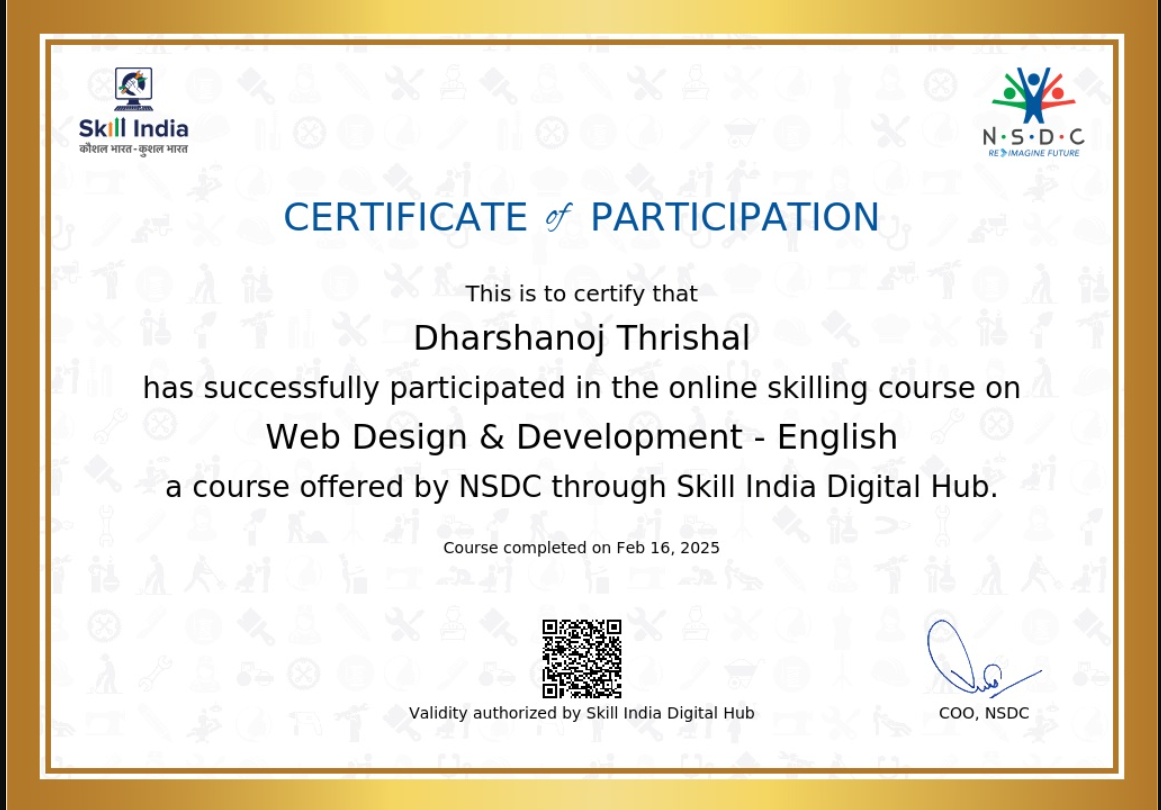 Skill India
कौशल भारत-कुशल भारत
N·S·D·C
RE IMAGINE FUTURE
CERTIFICATE of PARTICIPATION
This is to certify that
Dharshanoj Thrishal
has successfully participated in the online skilling course on
Web Design & Development - English
a course offered by NSDC through Skill India Digital Hub.
Course completed on Feb 16, 2025
Validity authorized by Skill India Digital Hub
COO, NSDC